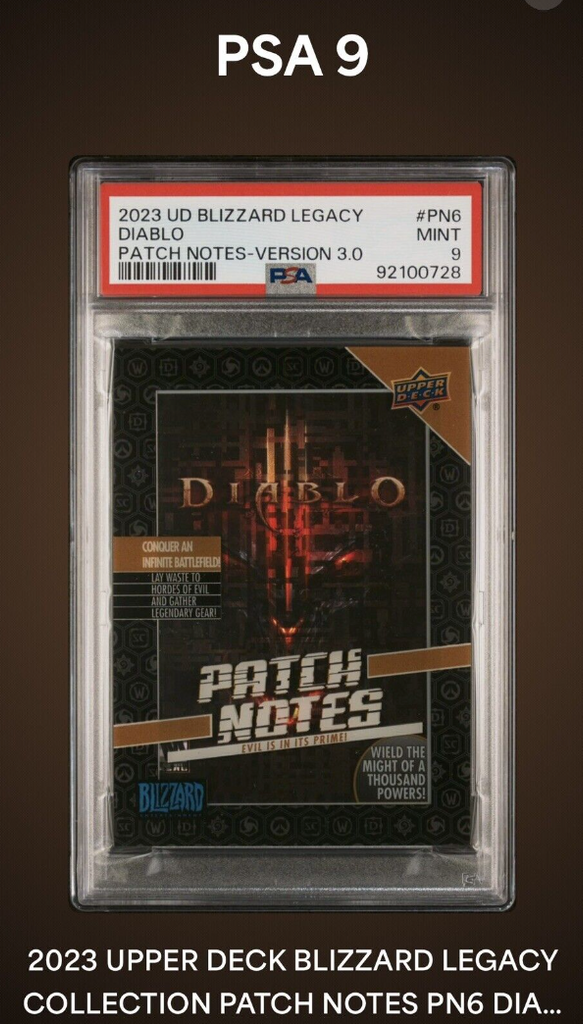 PSA 9
2023 UD BLIZZARD LEGACY #PN6
DIABLO MINT
PATCH NOTES-VERSION 3.0 9
PSA 92100728
UPPER
D·E·C·K
DIABLO
CONQUER AN
INFINITE BATTLEFIELD!
LAY WASTE TO
HORDES OF EVIL
AND GATHER
LEGENDARY GEAR!
PATCH
NOTES
EVIL IS IN ITS PRIME!
WIELD THE
MIGHT OF A
THOUSAND
POWERS!
BLIZZARD
2023 UPPER DECK BLIZZARD LEGACY
COLLECTION PATCH NOTES PN6 DIA...